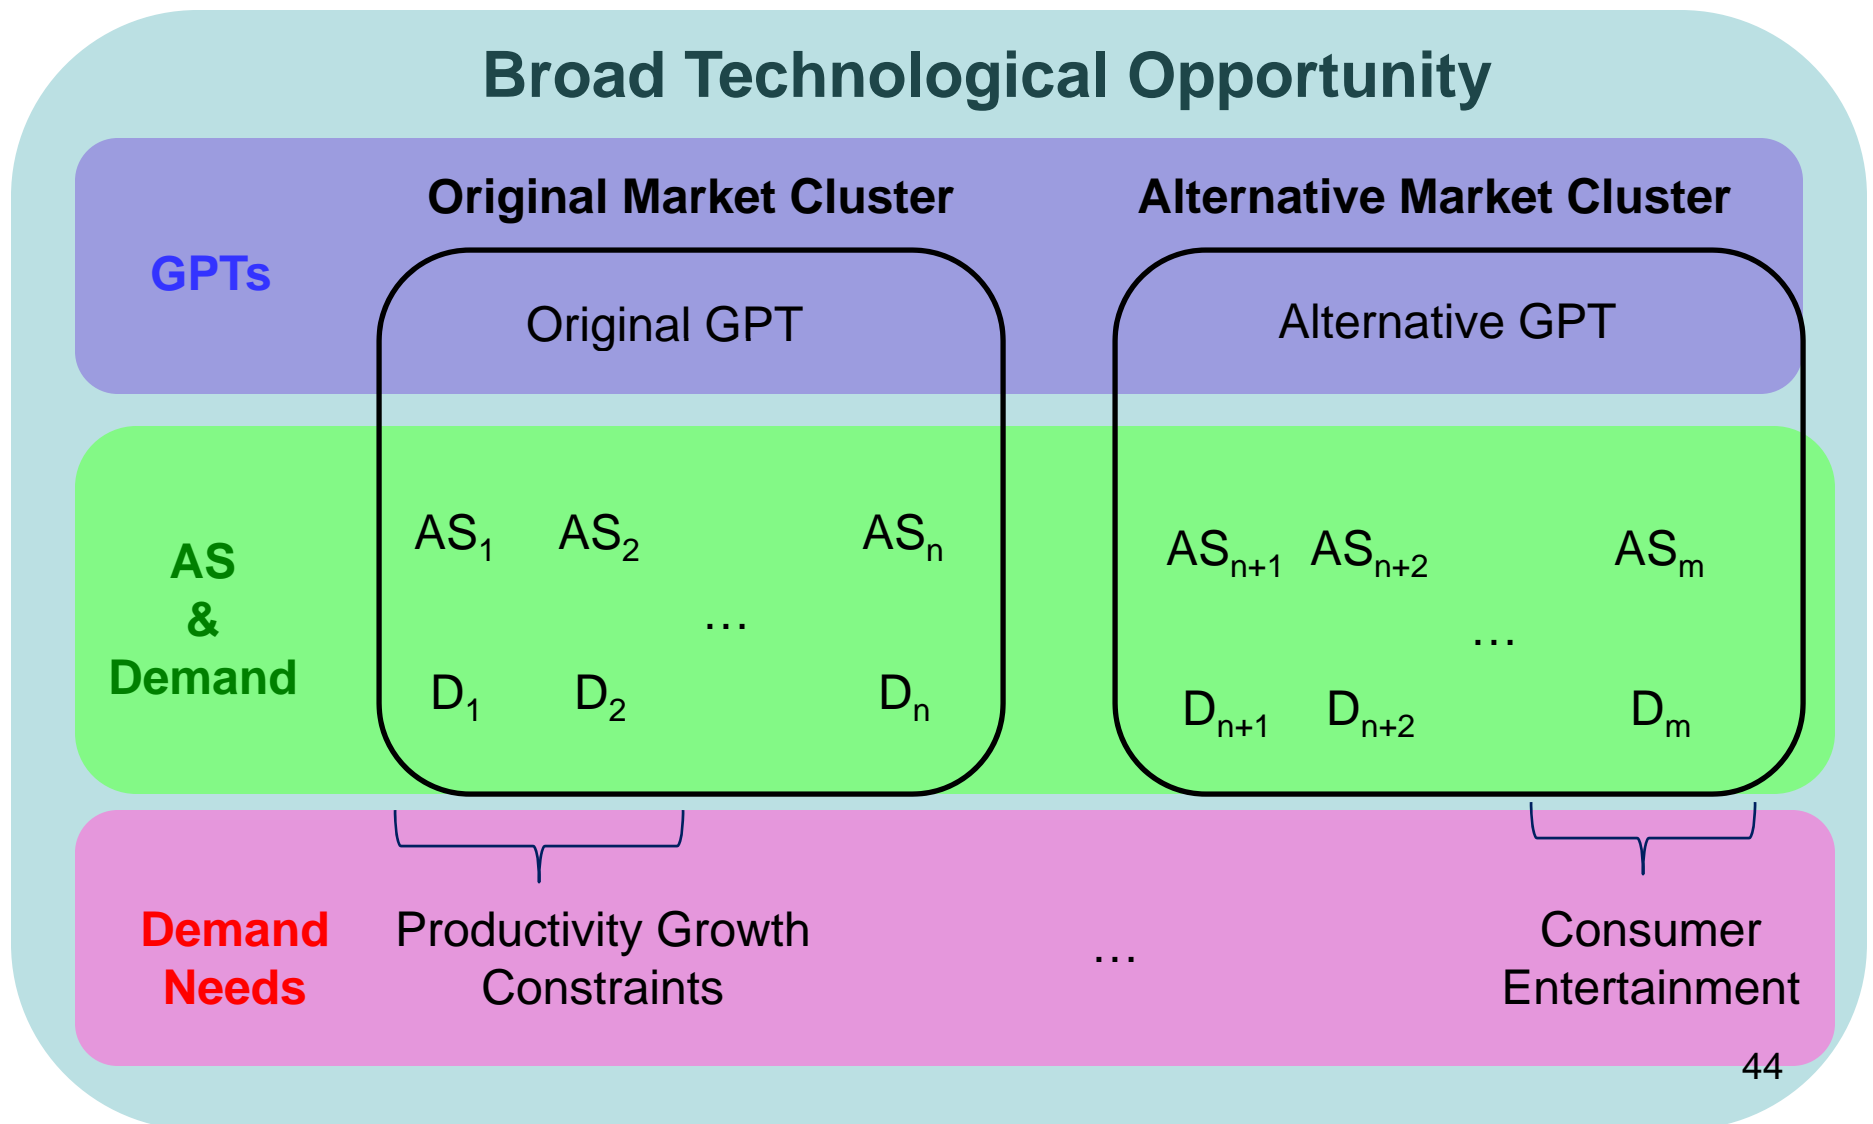 Broad Technological Opportunity
Original Market Cluster
Alternative Market Cluster
GPTs
Original GPT
Alternative GPT
AS
&
Demand
AS₁ AS₂ ASₙ
…
D₁ D₂ Dₙ
ASₙ₊₁ ASₙ₊₂ ASₘ
…
Dₙ₊₁ Dₙ₊₂ Dₘ
Demand
Needs
Productivity Growth
Constraints
…
Consumer
Entertainment
44